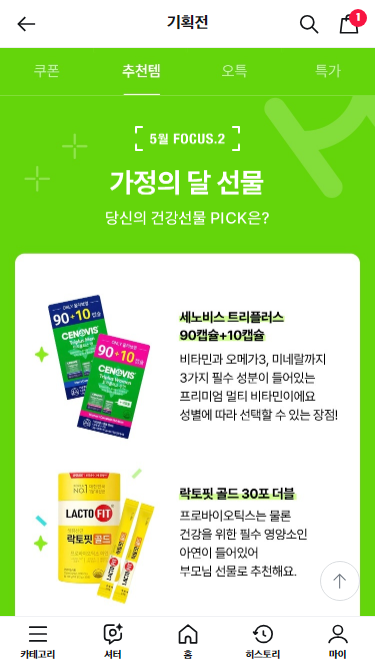 기획전
1
쿠폰
추천템
오특
특가
5월 FOCUS.2
가정의 달 선물
당신의 건강선물 PICK은?
세노비스 트리플러스
90캡슐+10캡슐
비타민과 오메가3, 미네랄까지
3가지 필수 성분이 들어있는
프리미엄 멀티 비타민이에요
성별에 따라 선택할 수 있는 장점!
90+10
CENOVIS
Triplus Men
90+10
CENOVIS
Triplus Women
락토핏 골드 30포 더블
프로바이오틱스는 물론
건강을 위한 필수 영양소인
아연이 들어있어
부모님 선물로 추천해요.
NO.1
LACTO FIT
락토핏 골드
카테고리
셔터
홈
히스토리
마이